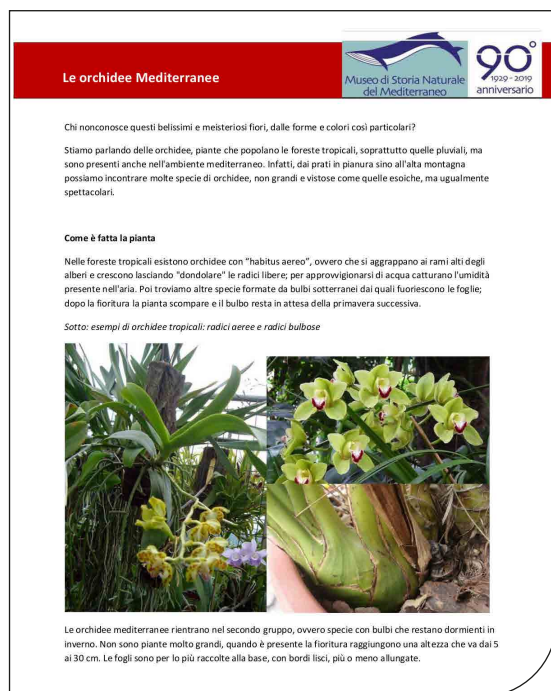 Le orchidee Mediterranee
Museo di Storia Naturale
del Mediterraneo
90°
1929 - 2019
anniversario
Chi nonconosce questi belissimi e meisteriosi fiori, dalle forme e colori così particolari?
Stiamo parlando delle orchidee, piante che popolano le foreste tropicali, soprattutto quelle pluviali, ma
sono presenti anche nell'ambiente mediterraneo. Infatti, dai prati in pianura sino all'alta montagna
possiamo incontrare molte specie di orchidee, non grandi e vistose come quelle esoiche, ma ugualmente
spettacolari.
Come è fatta la pianta
Nelle foreste tropicali esistono orchidee con "habitus aereo", ovvero che si aggrappano ai rami alti degli
alberi e crescono lasciando "dondolare" le radici libere; per approvvigionarsi di acqua catturano l'umidità
presente nell'aria. Poi troviamo altre specie formate da bulbi sotterranei dai quali fuoriescono le foglie;
dopo la fioritura la pianta scompare e il bulbo resta in attesa della primavera successiva.
Sotto: esempi di orchidee tropicali: radici aeree e radici bulbose
Le orchidee mediterranee rientrano nel secondo gruppo, ovvero specie con bulbi che restano dormienti in
inverno. Non sono piante molto grandi, quando è presente la fioritura raggiungono una altezza che va dai 5
ai 30 cm. Le fogli sono per lo più raccolte alla base, con bordi lisci, più o meno allungate.